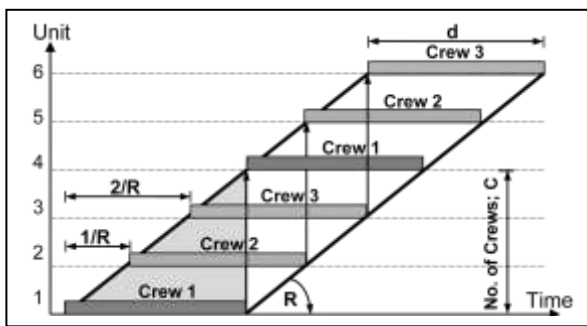 Unit
d
Crew 3
6
Crew 2
5
Crew 1
4
2/R
Crew 3
3
1/R
Crew 2
2
No. of Crews; C
Crew 1
1
R
Time